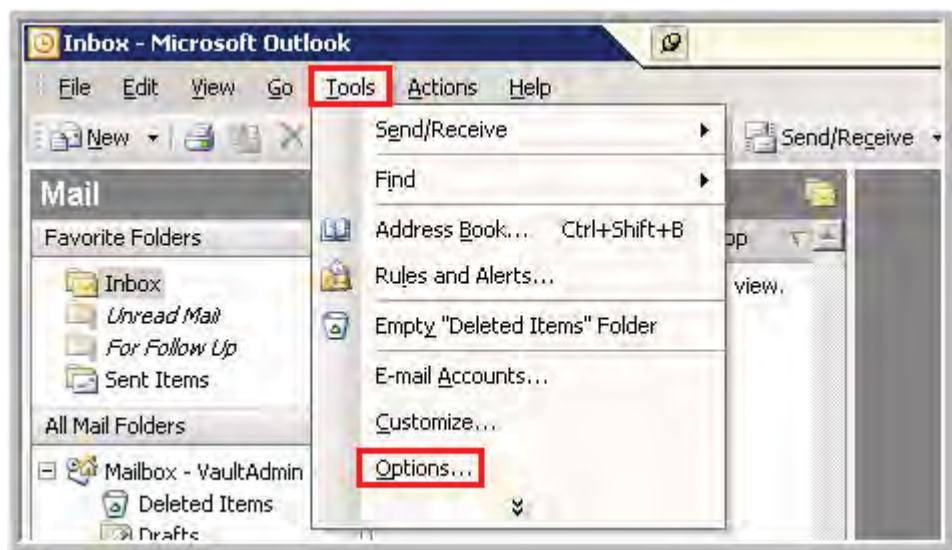 Inbox - Microsoft Outlook
File Edit View Go Tools Actions Help
New Send/Receive
Mail
Favorite Folders
Inbox
Unread Mail
For Follow Up
Sent Items
All Mail Folders
Mailbox - VaultAdmin
Deleted Items
Drafts
Send/Receive
Find
Address Book... Ctrl+Shift+B
Rules and Alerts...
Empty "Deleted Items" Folder
E-mail Accounts...
Customize...
Options...
view.